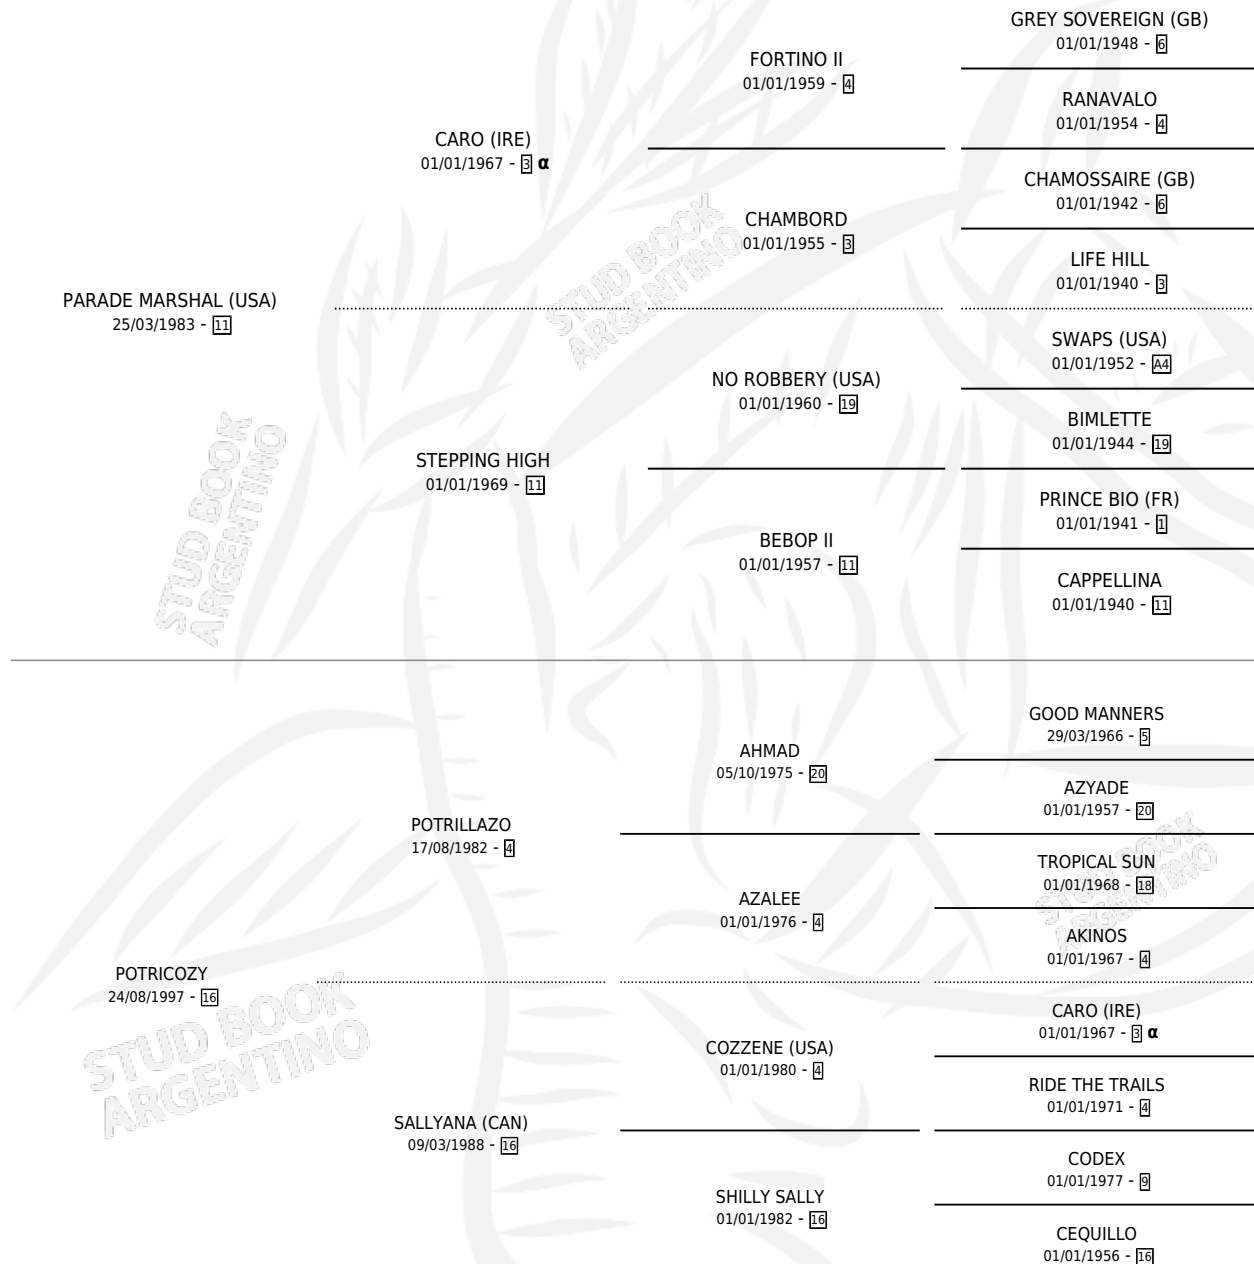 GREY SOVEREIGN (GB)
01/01/1948 - 6
FORTINO II
01/01/1959 - 4
RANAVALO
01/01/1954 - 4
CARO (IRE)
01/01/1967 - 3 α
CHAMOSSAIRE (GB)
01/01/1942 - 6
CHAMBORD
01/01/1955 - 3
LIFE HILL
01/01/1940 - 3
PARADE MARSHAL (USA)
25/03/1983 - 11
STUD BOOK
ARGENTINO
SWAPS (USA)
01/01/1952 - A4
NO ROBBERY (USA)
01/01/1960 - 19
BIMLETTE
01/01/1944 - 19
STEPPING HIGH
01/01/1969 - 11
PRINCE BIO (FR)
01/01/1941 - 1
BEBOP II
01/01/1957 - 11
CAPPELLINA
01/01/1940 - 11
STUD BOOK
ARGENTINO
GOOD MANNERS
29/03/1966 - 5
AHMAD
05/10/1975 - 20
AZYADE
01/01/1957 - 20
POTRILLAZO
17/08/1982 - 4
TROPICAL SUN
01/01/1968 - 18
AZALEE
01/01/1976 - 4
AKINOS
01/01/1967 - 4
STUD BOOK
ARGENTINO
POTRICOZY
24/08/1997 - 16
CARO (IRE)
01/01/1967 - 3 α
COZZENE (USA)
01/01/1980 - 4
RIDE THE TRAILS
01/01/1971 - 4
STUD BOOK
ARGENTINO
SALLYANA (CAN)
09/03/1988 - 16
CODEX
01/01/1977 - 9
SHILLY SALLY
01/01/1982 - 16
CEQUILLO
01/01/1956 - 16